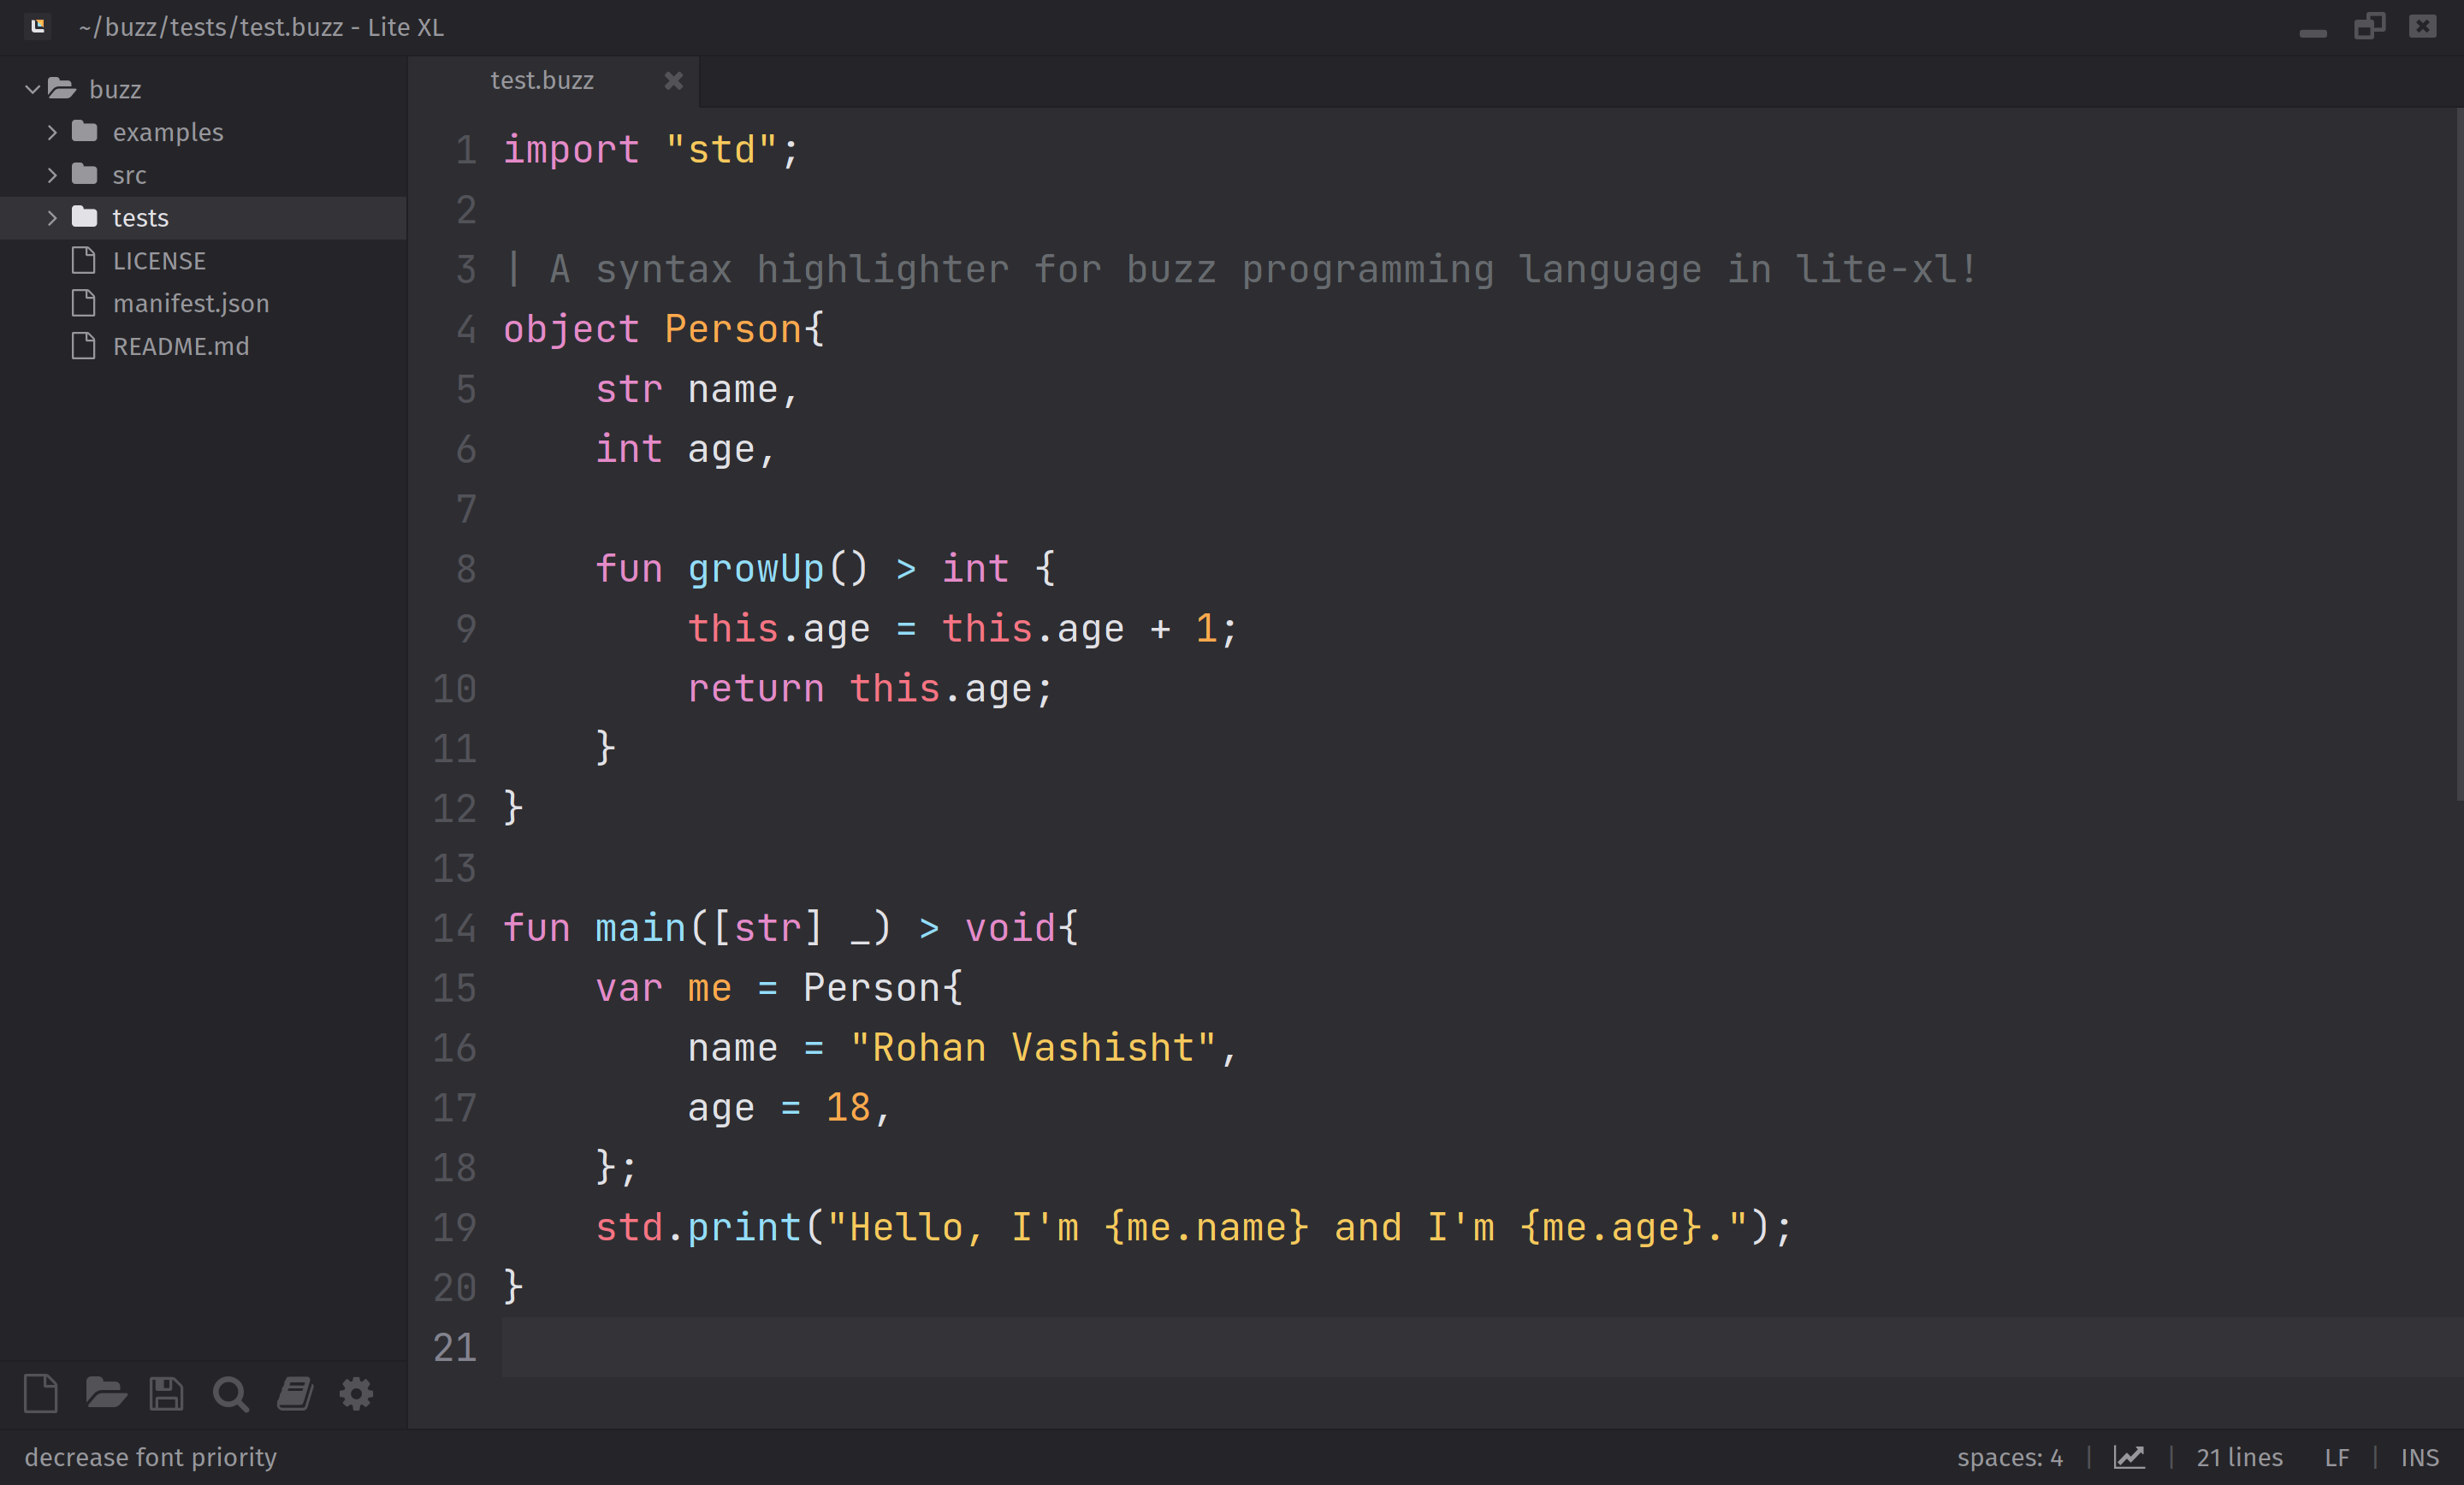 ~/buzz/tests/test.buzz - Lite XL
buzz
examples
src
tests
LICENSE
manifest.json
README.md
test.buzz
1 import "std";
2
3 | A syntax highlighter for buzz programming language in lite-xl!
4 object Person{
5     str name,
6     int age,
7
8     fun growUp() > int {
9         this.age = this.age + 1;
10         return this.age;
11     }
12 }
13
14 fun main([str] _) > void{
15     var me = Person{
16         name = "Rohan Vashisht",
17         age = 18,
18     };
19     std.print("Hello, I'm {me.name} and I'm {me.age}.");
20 }
21
decrease font priority
spaces: 4 | | 21 lines LF | INS